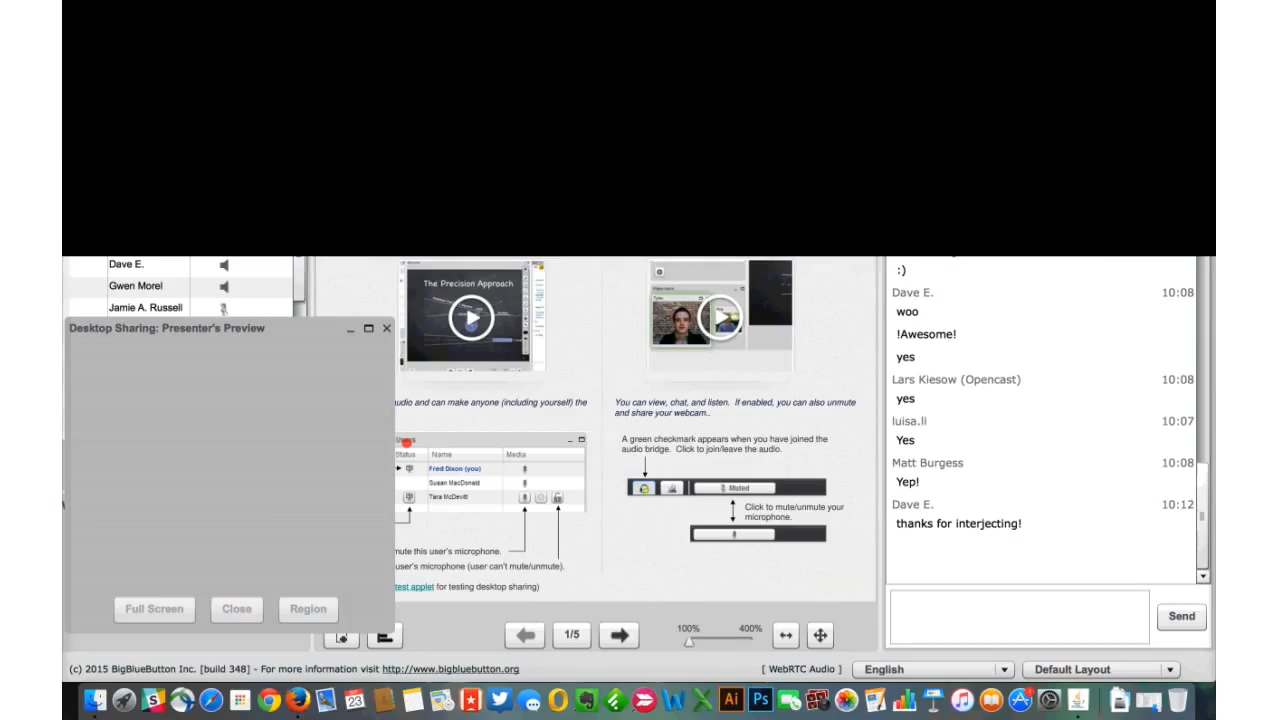 Dave E.
Gwen Morel
Jamie A. Russell
Desktop Sharing: Presenter's Preview
Full Screen
Close
Region
The Precision Approach
audio and can make anyone (including yourself) the
Users
Status Name Media
Fred Dixon (you)
Susan MacDonald
Tara McDevitt
mute this user's microphone.
user's microphone (user can't mute/unmute).
test applet for testing desktop sharing)
You can view, chat, and listen. If enabled, you can also unmute
and share your webcam..
A green checkmark appears when you have joined the
audio bridge. Click to join/leave the audio.
Muted
Click to mute/unmute your
microphone.
1/5
100% 400%
:)
Dave E. 10:08
woo
!Awesome!
yes
Lars Kiesow (Opencast) 10:08
yes
luisa.li 10:07
Yes
Matt Burgess 10:08
Yep!
Dave E. 10:12
thanks for interjecting!
Send
(c) 2015 BigBlueButton Inc. [build 348] - For more information visit http://www.bigbluebutton.org
[ WebRTC Audio ]
English
Default Layout
23
Ai
Ps